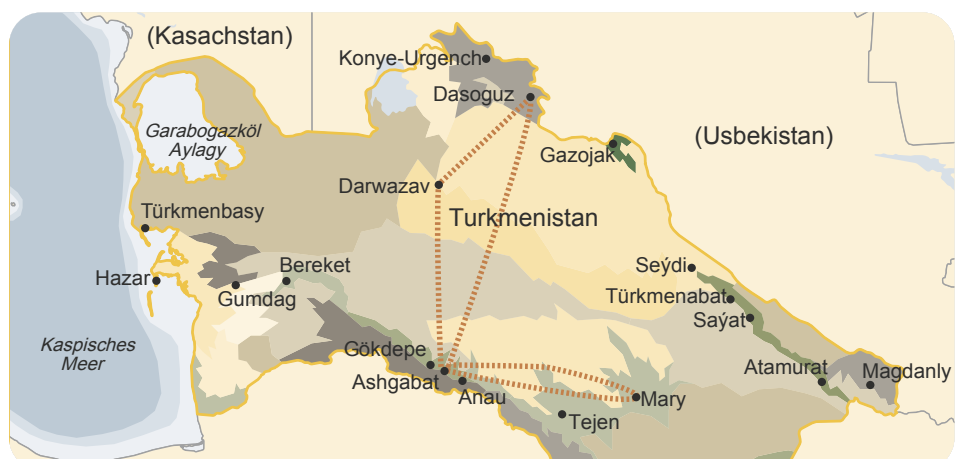 (Kasachstan)
Konye-Urgench
Dasoguz
Garabogazköl
Aylagy
Gazojak
(Usbekistan)
Darwazav
Türkmenbasy
Turkmenistan
Hazar
Gumdag
Bereket
Seýdi
Türkmenabat
Saýat
Kaspisches
Meer
Gökdepe
Ashgabat
Anau
Atamurat
Magdanly
Mary
Tejen